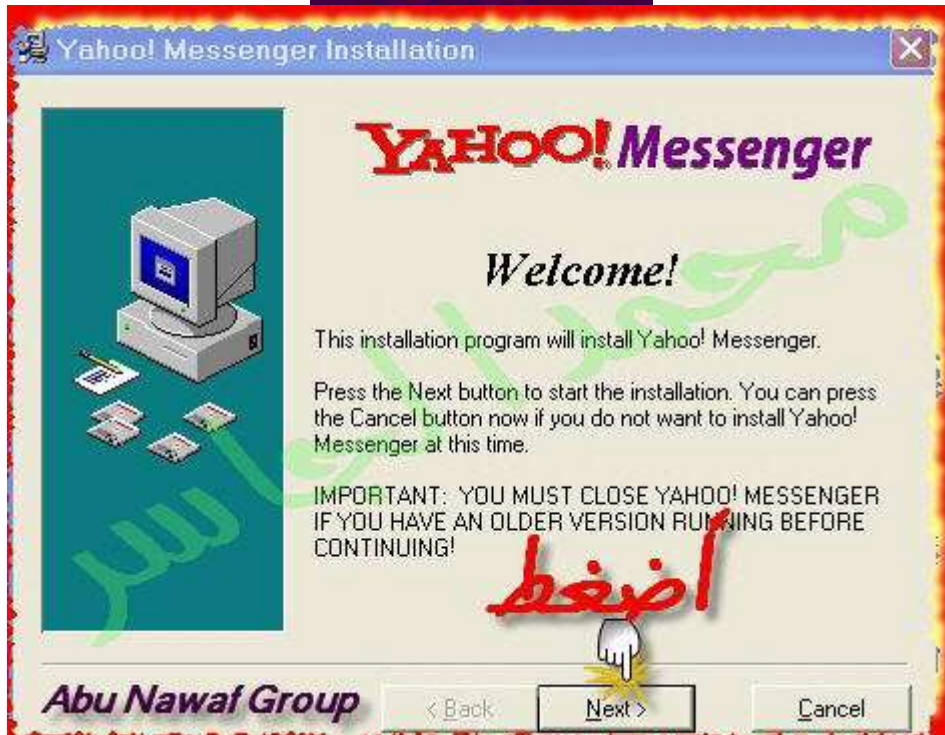 Yahoo! Messenger Installation
YAHOO! Messenger
Welcome!
This installation program will install Yahoo! Messenger.
Press the Next button to start the installation. You can press
the Cancel button now if you do not want to install Yahoo!
Messenger at this time.
IMPORTANT: YOU MUST CLOSE YAHOO! MESSENGER
IF YOU HAVE AN OLDER VERSION RUNNING BEFORE
CONTINUING!
أضغط
محمد الجاسر
Abu Nawaf Group
< Back
Next >
Cancel